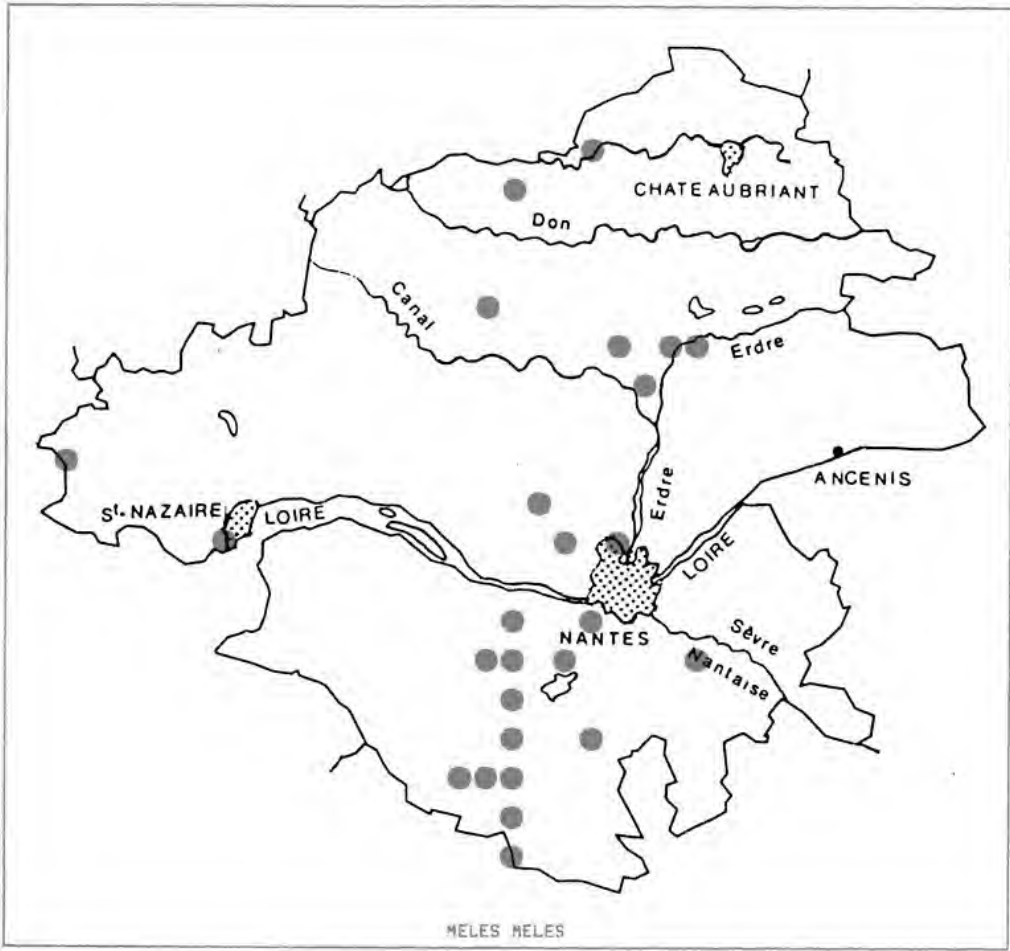 CHATEAUBRIANT
Don
Canal
Erdre
ANCENIS
St-NAZAIRE
LOIRE
Erdre
LOIRE
NANTES
Sèvre
Nantaise
MELES MELES